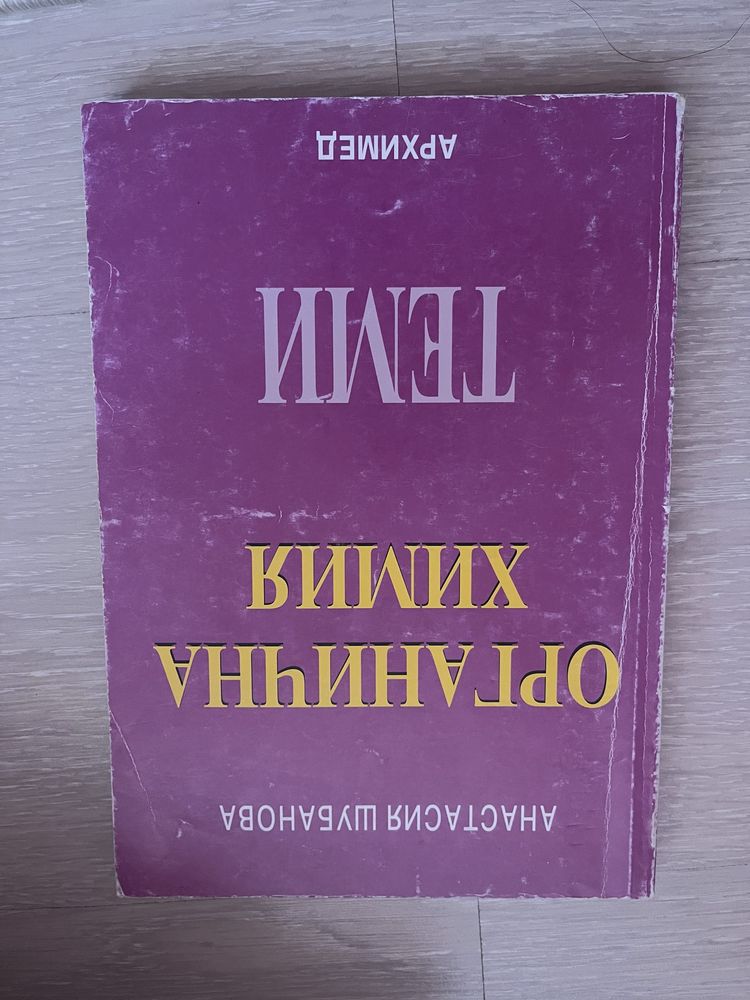 АНАСТАСИЯ ШУБАНОВА
ОРГАНИЧНА
ХИМИЯ
ТЕМИ
АРХИМЕД